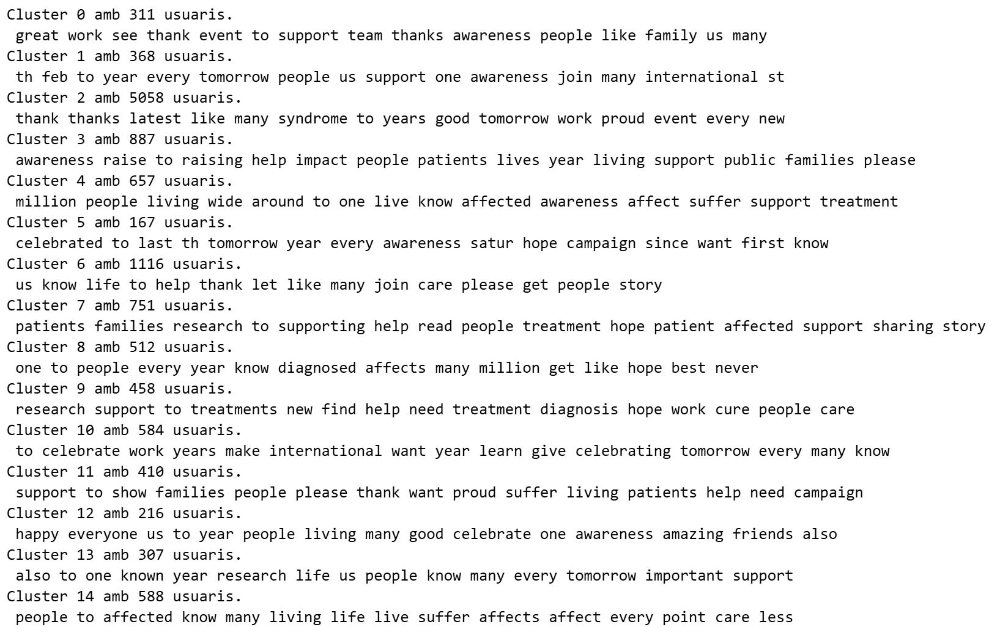 Cluster 0 amb 311 usuaris.
great work see thank event to support team thanks awareness people like family us many
Cluster 1 amb 368 usuaris.
th feb to year every tomorrow people us support one awareness join many international st
Cluster 2 amb 5058 usuaris.
thank thanks latest like many syndrome to years good tomorrow work proud event every new
Cluster 3 amb 887 usuaris.
awareness raise to raising help impact people patients lives year living support public families please
Cluster 4 amb 657 usuaris.
million people living wide around to one live know affected awareness affect suffer support treatment
Cluster 5 amb 167 usuaris.
celebrated to last th tomorrow year every awareness satur hope campaign since want first know
Cluster 6 amb 1116 usuaris.
us know life to help thank let like many join care please get people story
Cluster 7 amb 751 usuaris.
patients families research to supporting help read people treatment hope patient affected support sharing story
Cluster 8 amb 512 usuaris.
one to people every year know diagnosed affects many million get like hope best never
Cluster 9 amb 458 usuaris.
research support to treatments new find help need treatment diagnosis hope work cure people care
Cluster 10 amb 584 usuaris.
to celebrate work years make international want year learn give celebrating tomorrow every many know
Cluster 11 amb 410 usuaris.
support to show families people please thank want proud suffer living patients help need campaign
Cluster 12 amb 216 usuaris.
happy everyone us to year people living many good celebrate one awareness amazing friends also
Cluster 13 amb 307 usuaris.
also to one known year research life us people know many every tomorrow important support
Cluster 14 amb 588 usuaris.
people to affected know many living life live suffer affects affect every point care less